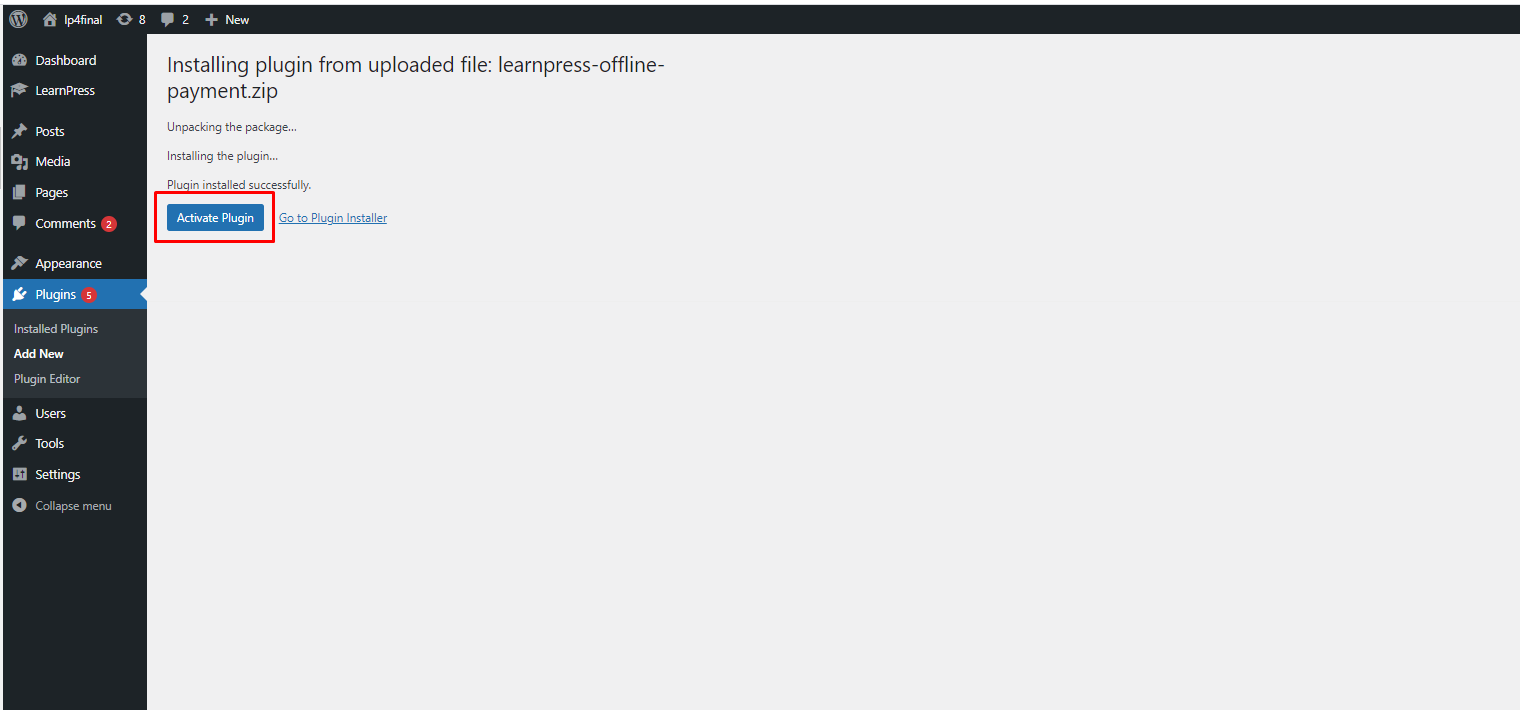 lp4final 8 2 New
Dashboard
LearnPress
Posts
Media
Pages
Comments 2
Appearance
Plugins 5
Installed Plugins
Add New
Plugin Editor
Users
Tools
Settings
Collapse menu
Installing plugin from uploaded file: learnpress-offline-
payment.zip
Unpacking the package...
Installing the plugin...
Plugin installed successfully.
Activate Plugin Go to Plugin Installer